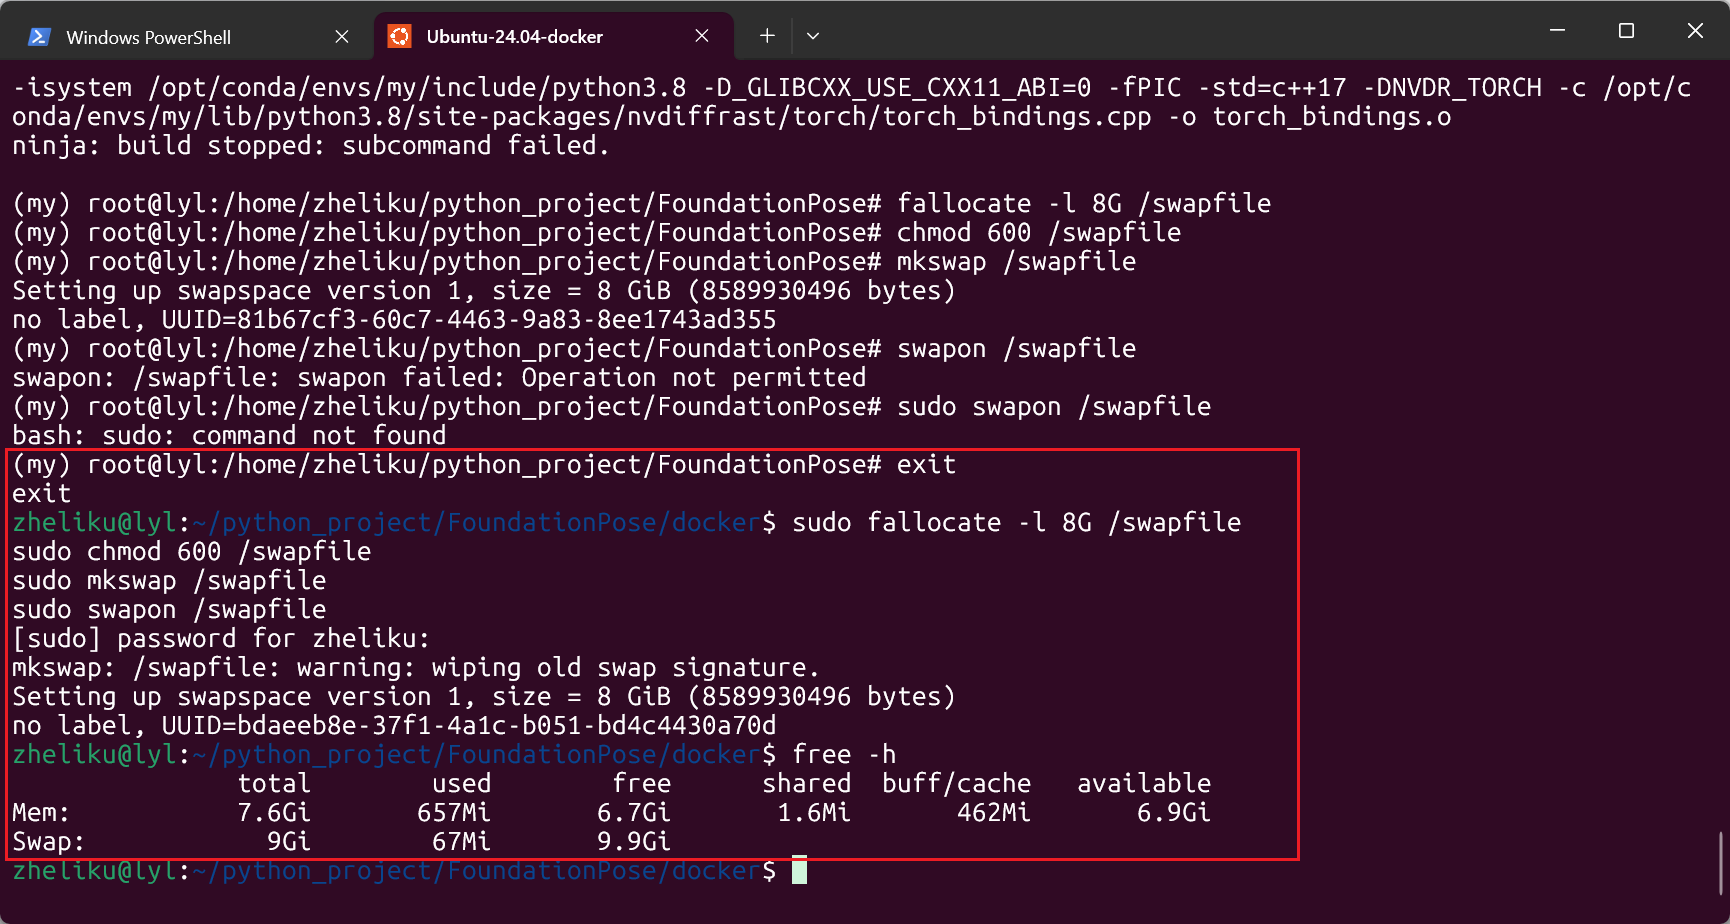 Windows PowerShell
Ubuntu-24.04-docker
-isystem /opt/conda/envs/my/include/python3.8 -D_GLIBCXX_USE_CXX11_ABI=0 -fPIC -std=c++17 -DNVDR_TORCH -c /opt/c
onda/envs/my/lib/python3.8/site-packages/nvdiffrast/torch/torch_bindings.cpp -o torch_bindings.o
ninja: build stopped: subcommand failed.
(my) root@lyl:/home/zheliku/python_project/FoundationPose# fallocate -l 8G /swapfile
(my) root@lyl:/home/zheliku/python_project/FoundationPose# chmod 600 /swapfile
(my) root@lyl:/home/zheliku/python_project/FoundationPose# mkswap /swapfile
Setting up swapspace version 1, size = 8 GiB (8589930496 bytes)
no label, UUID=81b67cf3-60c7-4463-9a83-8ee1743ad355
(my) root@lyl:/home/zheliku/python_project/FoundationPose# swapon /swapfile
swapon: /swapfile: swapon failed: Operation not permitted
(my) root@lyl:/home/zheliku/python_project/FoundationPose# sudo swapon /swapfile
bash: sudo: command not found
(my) root@lyl:/home/zheliku/python_project/FoundationPose# exit
exit
zheliku@lyl:~/python_project/FoundationPose/docker$ sudo fallocate -l 8G /swapfile
sudo chmod 600 /swapfile
sudo mkswap /swapfile
sudo swapon /swapfile
[sudo] password for zheliku:
mkswap: /swapfile: warning: wiping old swap signature.
Setting up swapspace version 1, size = 8 GiB (8589930496 bytes)
no label, UUID=bdaeeb8e-37f1-4a1c-b051-bd4c4430a70d
zheliku@lyl:~/python_project/FoundationPose/docker$ free -h
total used free shared buff/cache available
Mem: 7.6Gi 657Mi 6.7Gi 1.6Mi 462Mi 6.9Gi
Swap: 9Gi 67Mi 9.9Gi
zheliku@lyl:~/python_project/FoundationPose/docker$